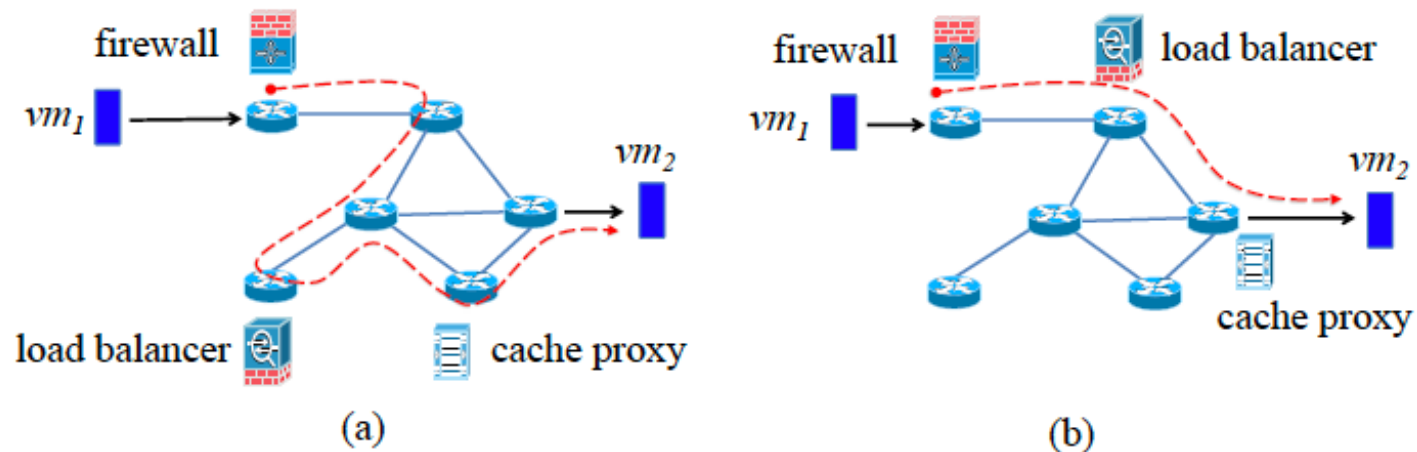 firewall
vm1
vm2
load balancer
cache proxy
(a)
firewall
load balancer
vm1
vm2
cache proxy
(b)